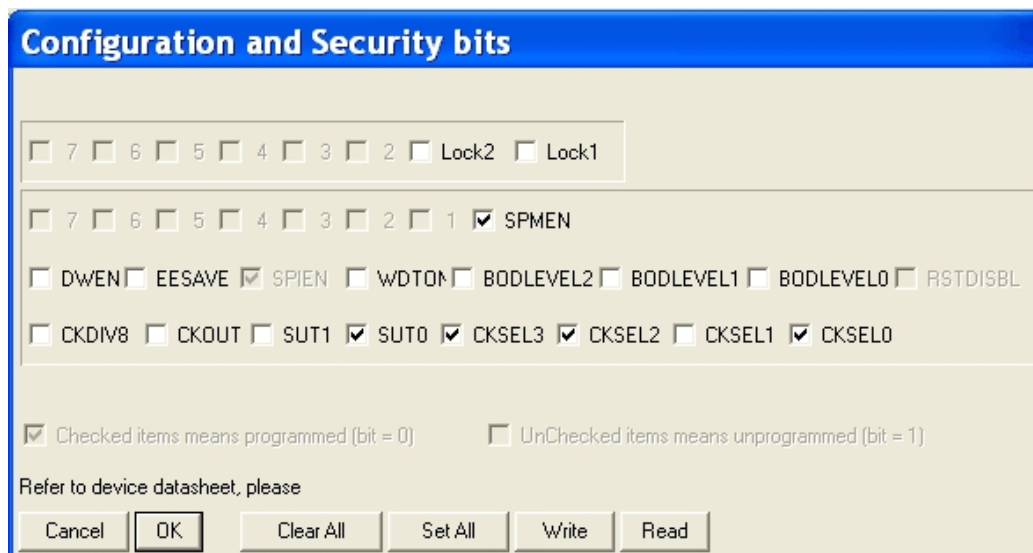 Configuration and Security bits
7 6 5 4 3 2 Lock2 Lock1
7 6 5 4 3 2 1 SPMEN
DWEN EESAVE SPIEN WDTON BODLEVEL2 BODLEVEL1 BODLEVEL0 RSTDISBL
CKDIV8 CKOUT SUT1 SUT0 CKSEL3 CKSEL2 CKSEL1 CKSEL0
Checked items means programmed (bit = 0) UnChecked items means unprogrammed (bit = 1)
Refer to device datasheet, please
Cancel OK Clear All Set All Write Read